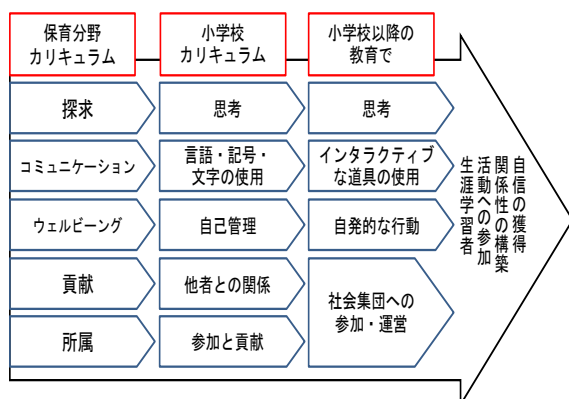 保育分野
カリキュラム
小学校
カリキュラム
小学校以降の
教育で
探求
思考
思考
コミュニケーション
言語・記号・
文字の使用
インタラクティブ
な道具の使用
ウェルビーング
自己管理
自発的な行動
貢献
他者との関係
社会集団への
参加・運営
所属
参加と貢献
自信の獲得
関係性の構築
活動への参加
生涯学習者